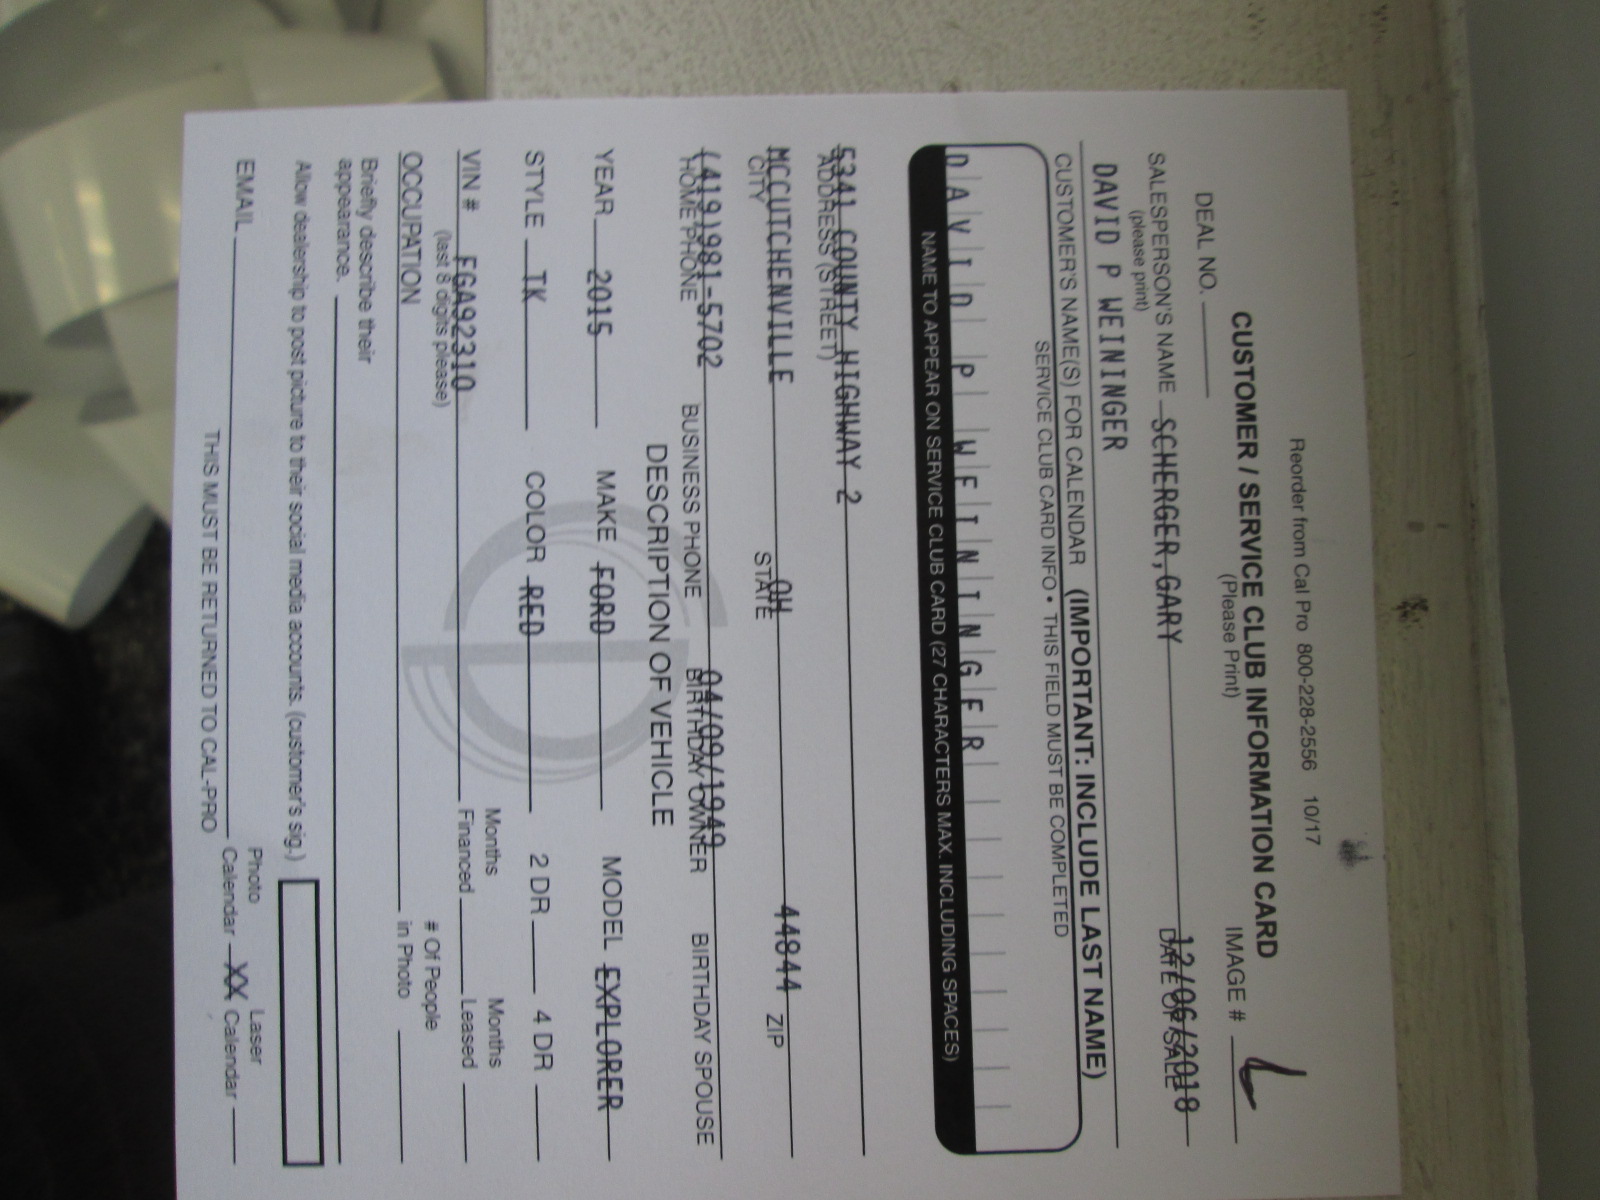 Reorder from Cal Pro 800-228-2556 10/17
CUSTOMER / SERVICE CLUB INFORMATION CARD
(Please Print)
DEAL NO. IMAGE #
SALESPERSON'S NAME SCHERGER,GARY 12/06/2018
(please print) DATE OF SALE
DAVID P WEININGER
CUSTOMER'S NAME(S) FOR CALENDAR (IMPORTANT: INCLUDE LAST NAME)
SERVICE CLUB CARD INFO • THIS FIELD MUST BE COMPLETED
DAVID P WEININGER
NAME TO APPEAR ON SERVICE CLUB CARD (27 CHARACTERS MAX. INCLUDING SPACES)
5341 COUNTY HIGHWAY 2
ADDRESS (STREET)
MCCUTCHENVILLE OH 44844 ZIP
CITY STATE
(419)981-5702 04/09/1949
HOME PHONE BUSINESS PHONE BIRTHDAY OWNER BIRTHDAY SPOUSE
DESCRIPTION OF VEHICLE
YEAR 2015 MAKE FORD MODEL EXPLORER
STYLE TK COLOR RED 2 DR 4 DR
VIN # FGA92310 Months Financed Months Leased
(last 8 digits please)
OCCUPATION # Of People in Photo
Briefly describe their
appearance.
Allow dealership to post picture to their social media accounts. (customer's sig.)
EMAIL Photo Calendar XX Laser Calendar
THIS MUST BE RETURNED TO CAL-PRO